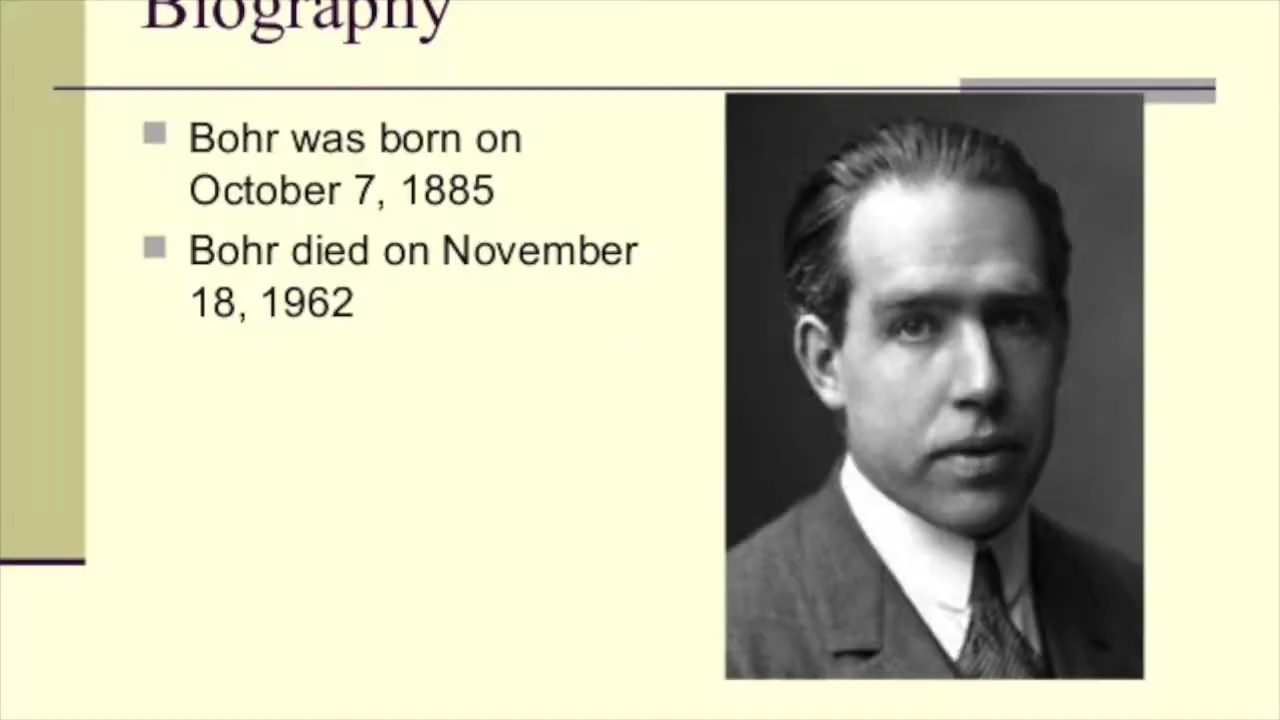 Biography
Bohr was born on
October 7, 1885
Bohr died on November
18, 1962